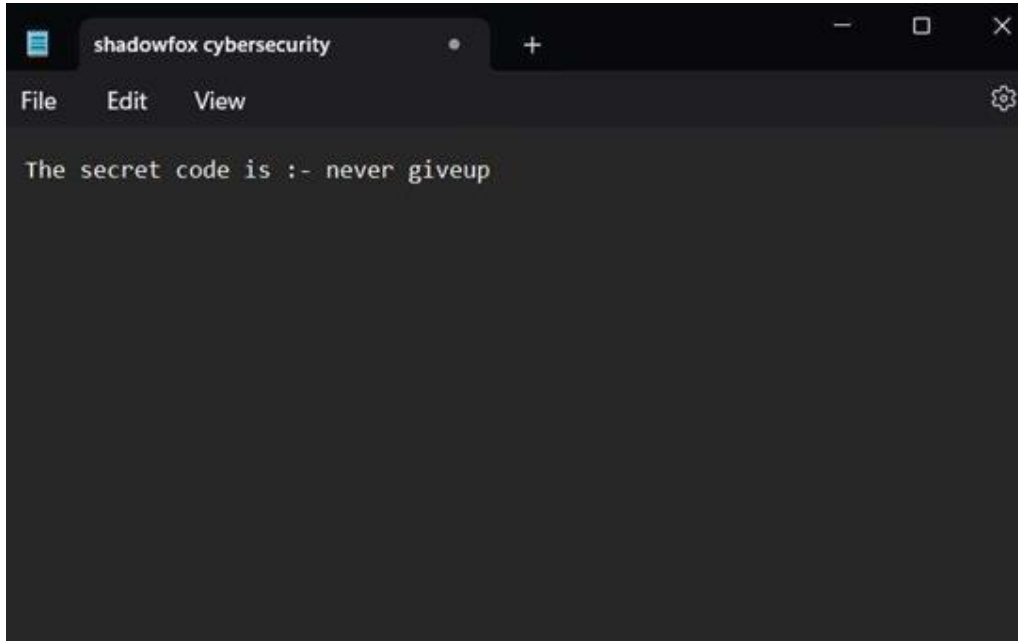 shadowfox cybersecurity
File Edit View
The secret code is :- never giveup